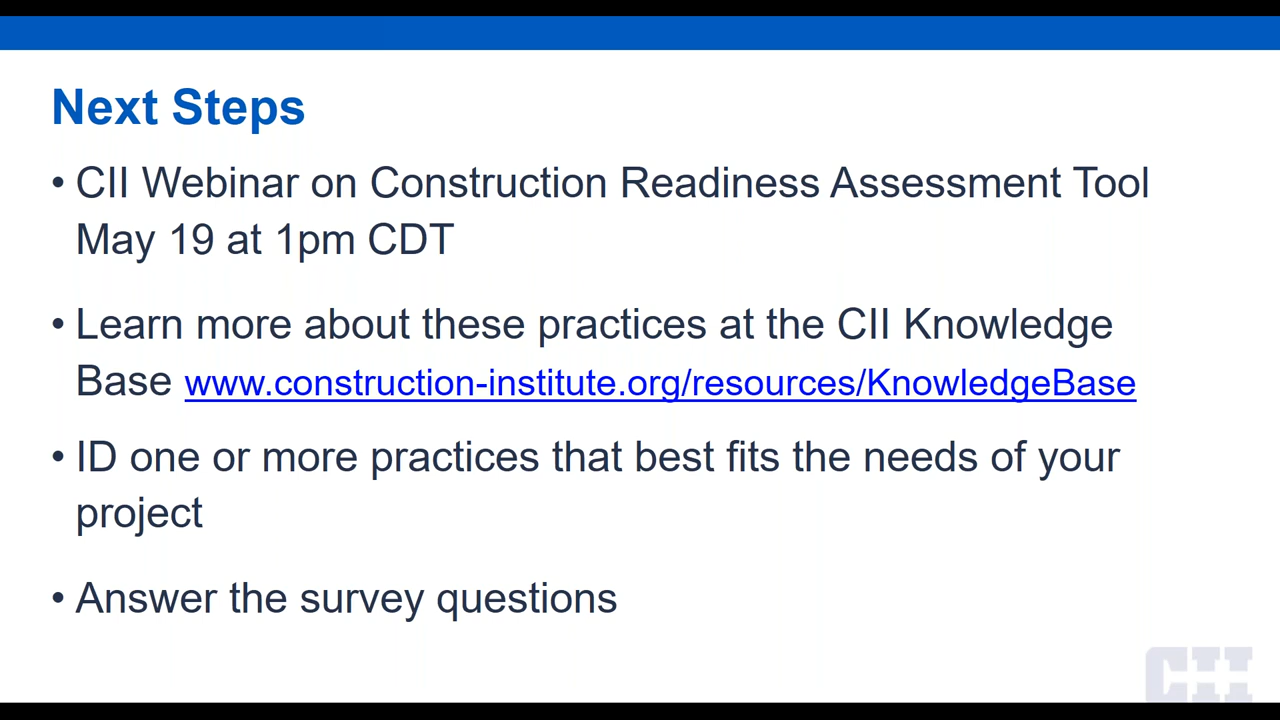 Next Steps
• CII Webinar on Construction Readiness Assessment Tool
May 19 at 1pm CDT
• Learn more about these practices at the CII Knowledge
Base www.construction-institute.org/resources/KnowledgeBase
• ID one or more practices that best fits the needs of your
project
• Answer the survey questions
CII